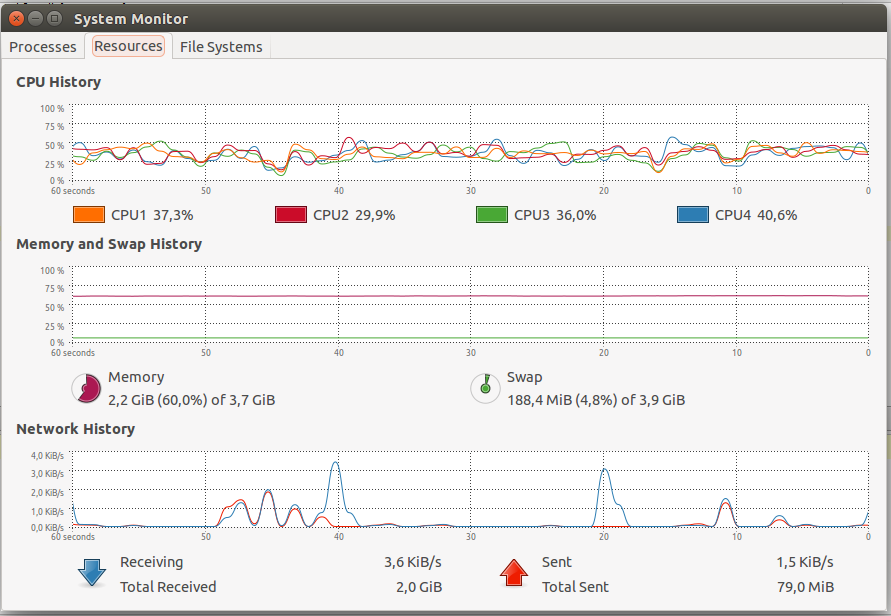 System Monitor
Processes Resources File Systems
CPU History
100 %
75 %
50 %
25 %
0 %
60 seconds 50 40 30 20 10 0
CPU1 37,3% CPU2 29,9% CPU3 36,0% CPU4 40,6%
Memory and Swap History
100 %
75 %
50 %
25 %
0 %
60 seconds 50 40 30 20 10 0
Memory Swap
2,2 GiB (60,0%) of 3,7 GiB 188,4 MiB (4,8%) of 3,9 GiB
Network History
4,0 KiB/s
3,0 KiB/s
2,0 KiB/s
1,0 KiB/s
0,0 KiB/s
60 seconds 50 40 30 20 10 0
Receiving 3,6 KiB/s Sent 1,5 KiB/s
Total Received 2,0 GiB Total Sent 79,0 MiB